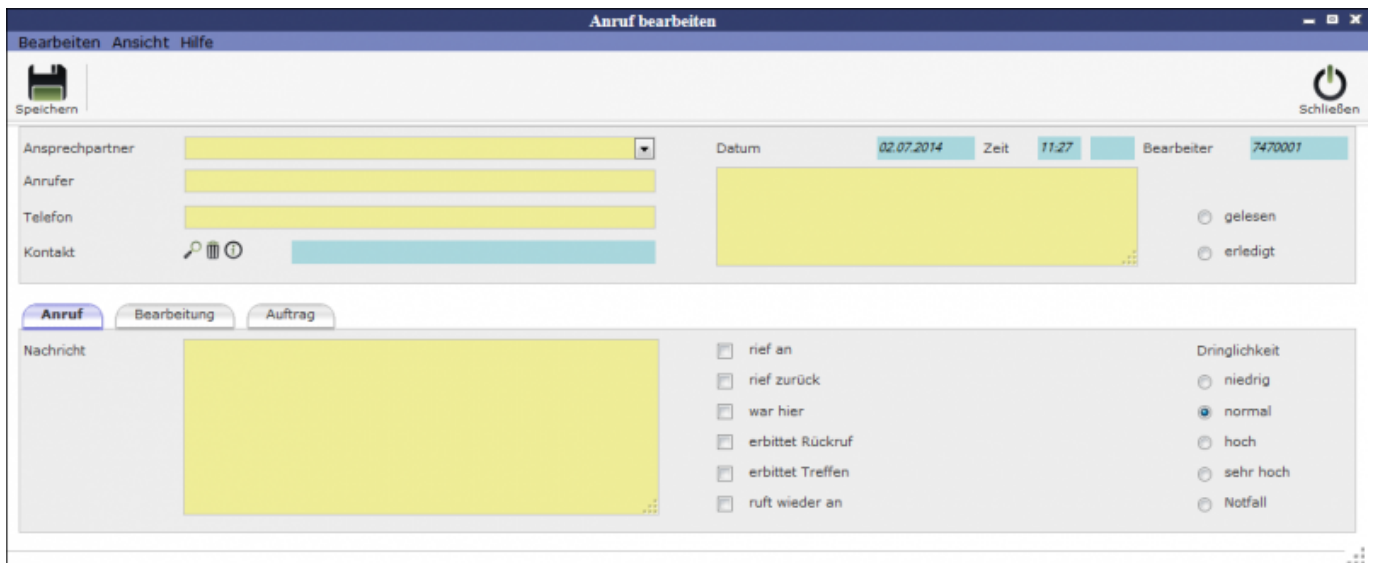 Anruf bearbeiten
Bearbeiten Ansicht Hilfe
Speichern
Schließen
Ansprechpartner
Datum 02.07.2014 Zeit 11:27 Bearbeiter 7470001
Anrufer
Telefon
gelesen
Kontakt
erledigt
Anruf Bearbeitung Auftrag
Nachricht
rief an
Dringlichkeit
rief zurück
niedrig
war hier
normal
erbittet Rückruf
hoch
erbittet Treffen
sehr hoch
ruft wieder an
Notfall